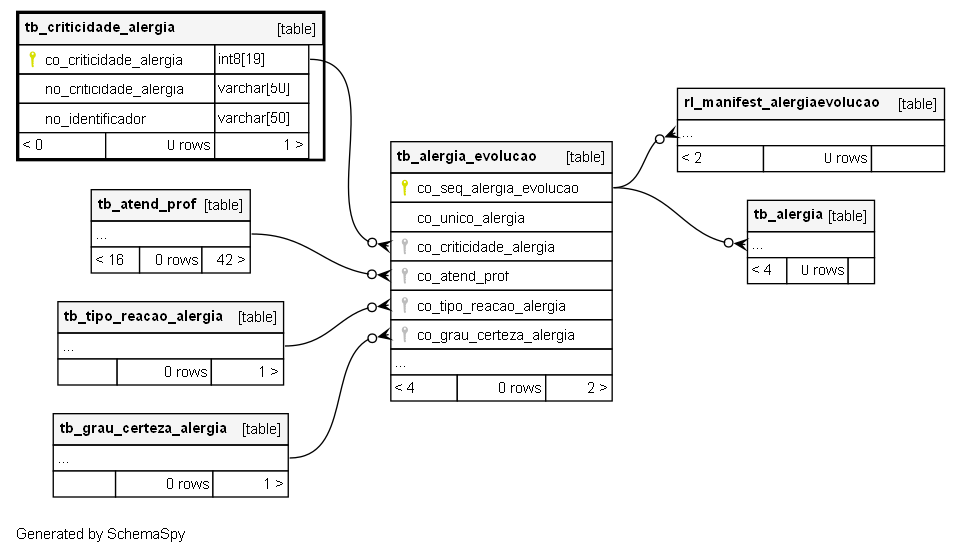 tb_criticidade_alergia [table]
co_criticidade_alergia int8[19]
no_criticidade_alergia varchar[50]
no_identificador varchar[50]
< 0 0 rows 1 >
tb_atend_prof [table]
...
< 16 0 rows 42 >
tb_tipo_reacao_alergia [table]
...
0 rows 1 >
tb_grau_certeza_alergia [table]
...
0 rows 1 >
tb_alergia_evolucao [table]
co_seq_alergia_evolucao
co_unico_alergia
co_criticidade_alergia
co_atend_prof
co_tipo_reacao_alergia
co_grau_certeza_alergia
...
< 4 0 rows 2 >
rl_manifest_alergiaevolucao [table]
...
< 2 0 rows
tb_alergia [table]
...
< 4 0 rows
Generated by SchemaSpy